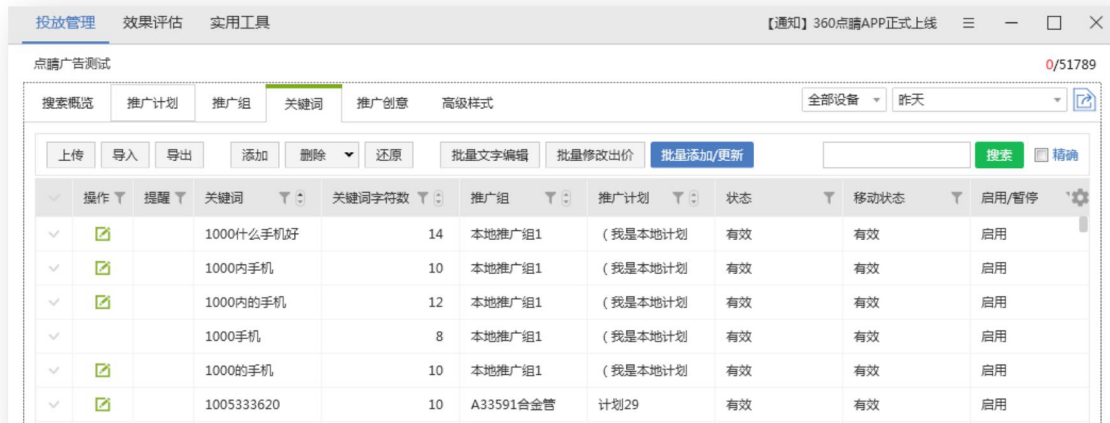 投放管理 效果评估 实用工具 【通知】360点睛APP正式上线
点睛广告测试 0/51789
搜索概览 推广计划 推广组 关键词 推广创意 高级样式 全部设备 昨天
上传 导入 导出 添加 删除 还原 批量文字编辑 批量修改出价 批量添加/更新 搜索 精确
操作 提醒 关键词 关键词字符数 推广组 推广计划 状态 移动状态 启用/暂停
1000什么手机好 14 本地推广组1 (我是本地计划 有效 有效 启用
1000内手机 10 本地推广组1 (我是本地计划 有效 有效 启用
1000内的手机 12 本地推广组1 (我是本地计划 有效 有效 启用
1000手机 8 本地推广组1 (我是本地计划 有效 有效 启用
1000的手机 10 本地推广组1 (我是本地计划 有效 有效 启用
1005333620 10 A33591合金管 计划29 有效 有效 启用